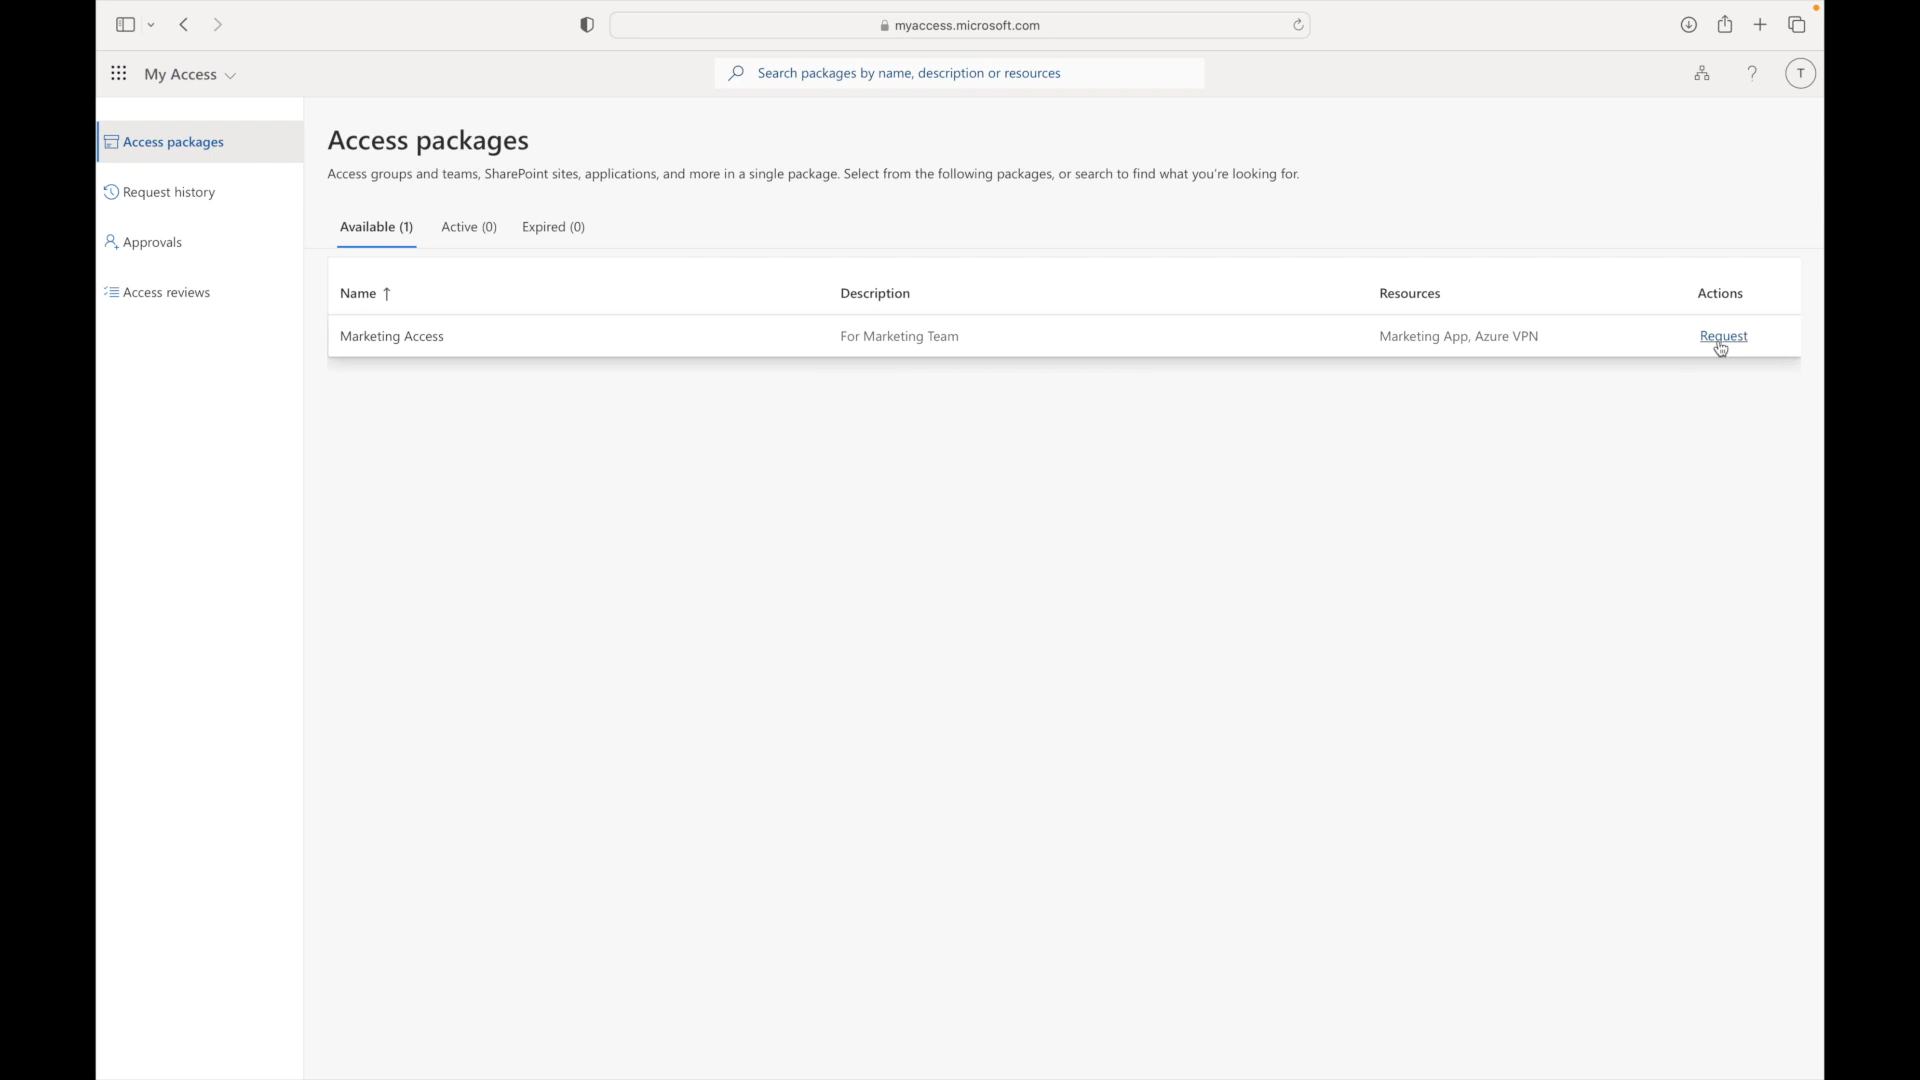 myaccess.microsoft.com
My Access
Search packages by name, description or resources
?
T
Access packages
Request history
Approvals
Access reviews
Access packages
Access groups and teams, SharePoint sites, applications, and more in a single package. Select from the following packages, or search to find what you're looking for.
Available (1) Active (0) Expired (0)
Name ↑ Description Resources Actions
Marketing Access For Marketing Team Marketing App, Azure VPN Request